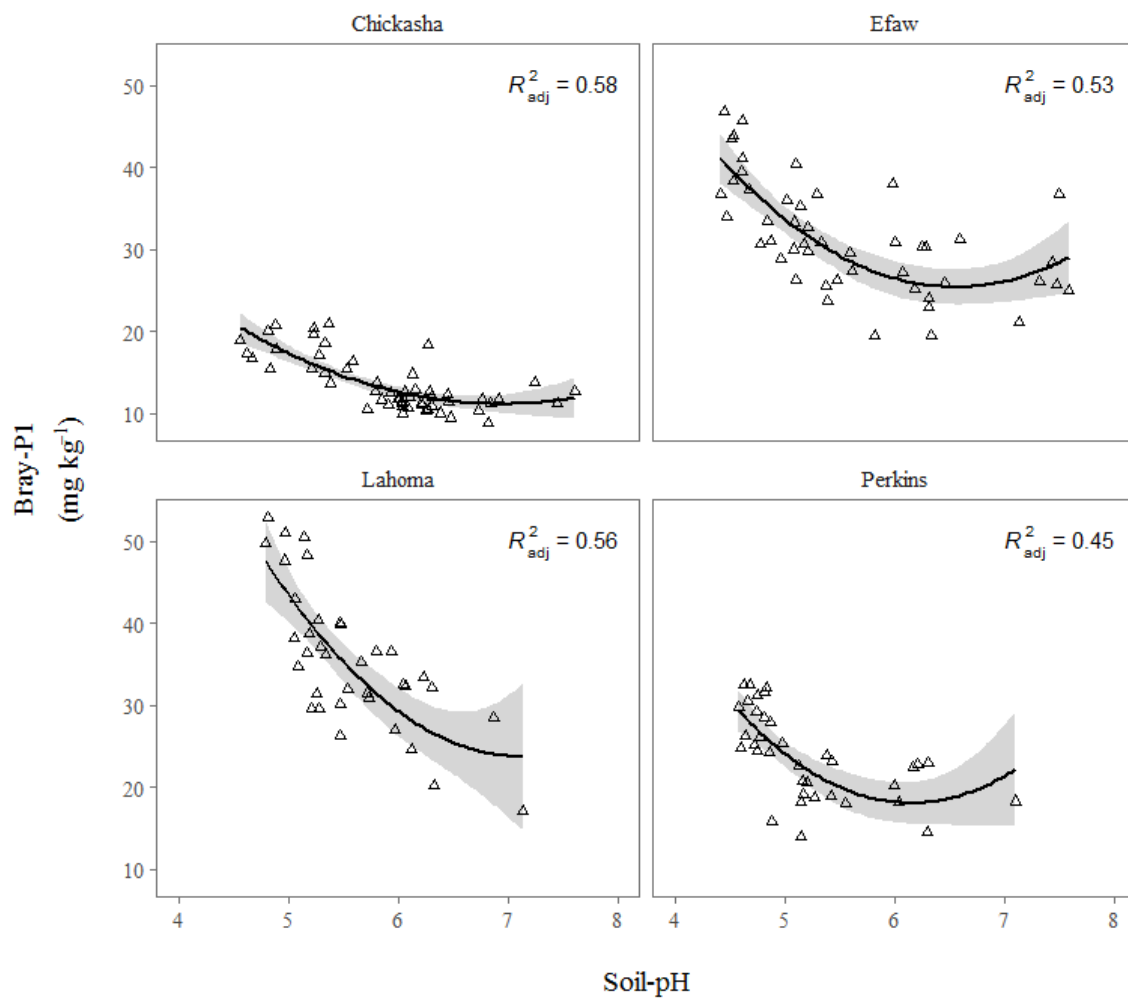 Chickasha
Efaw
R²adj = 0.58
R²adj = 0.53
50
40
30
20
10
Lahoma
Perkins
R²adj = 0.56
R²adj = 0.45
50
40
30
20
10
4 5 6 7 8
4 5 6 7 8
Bray-P1
(mg kg⁻¹)
Soil-pH